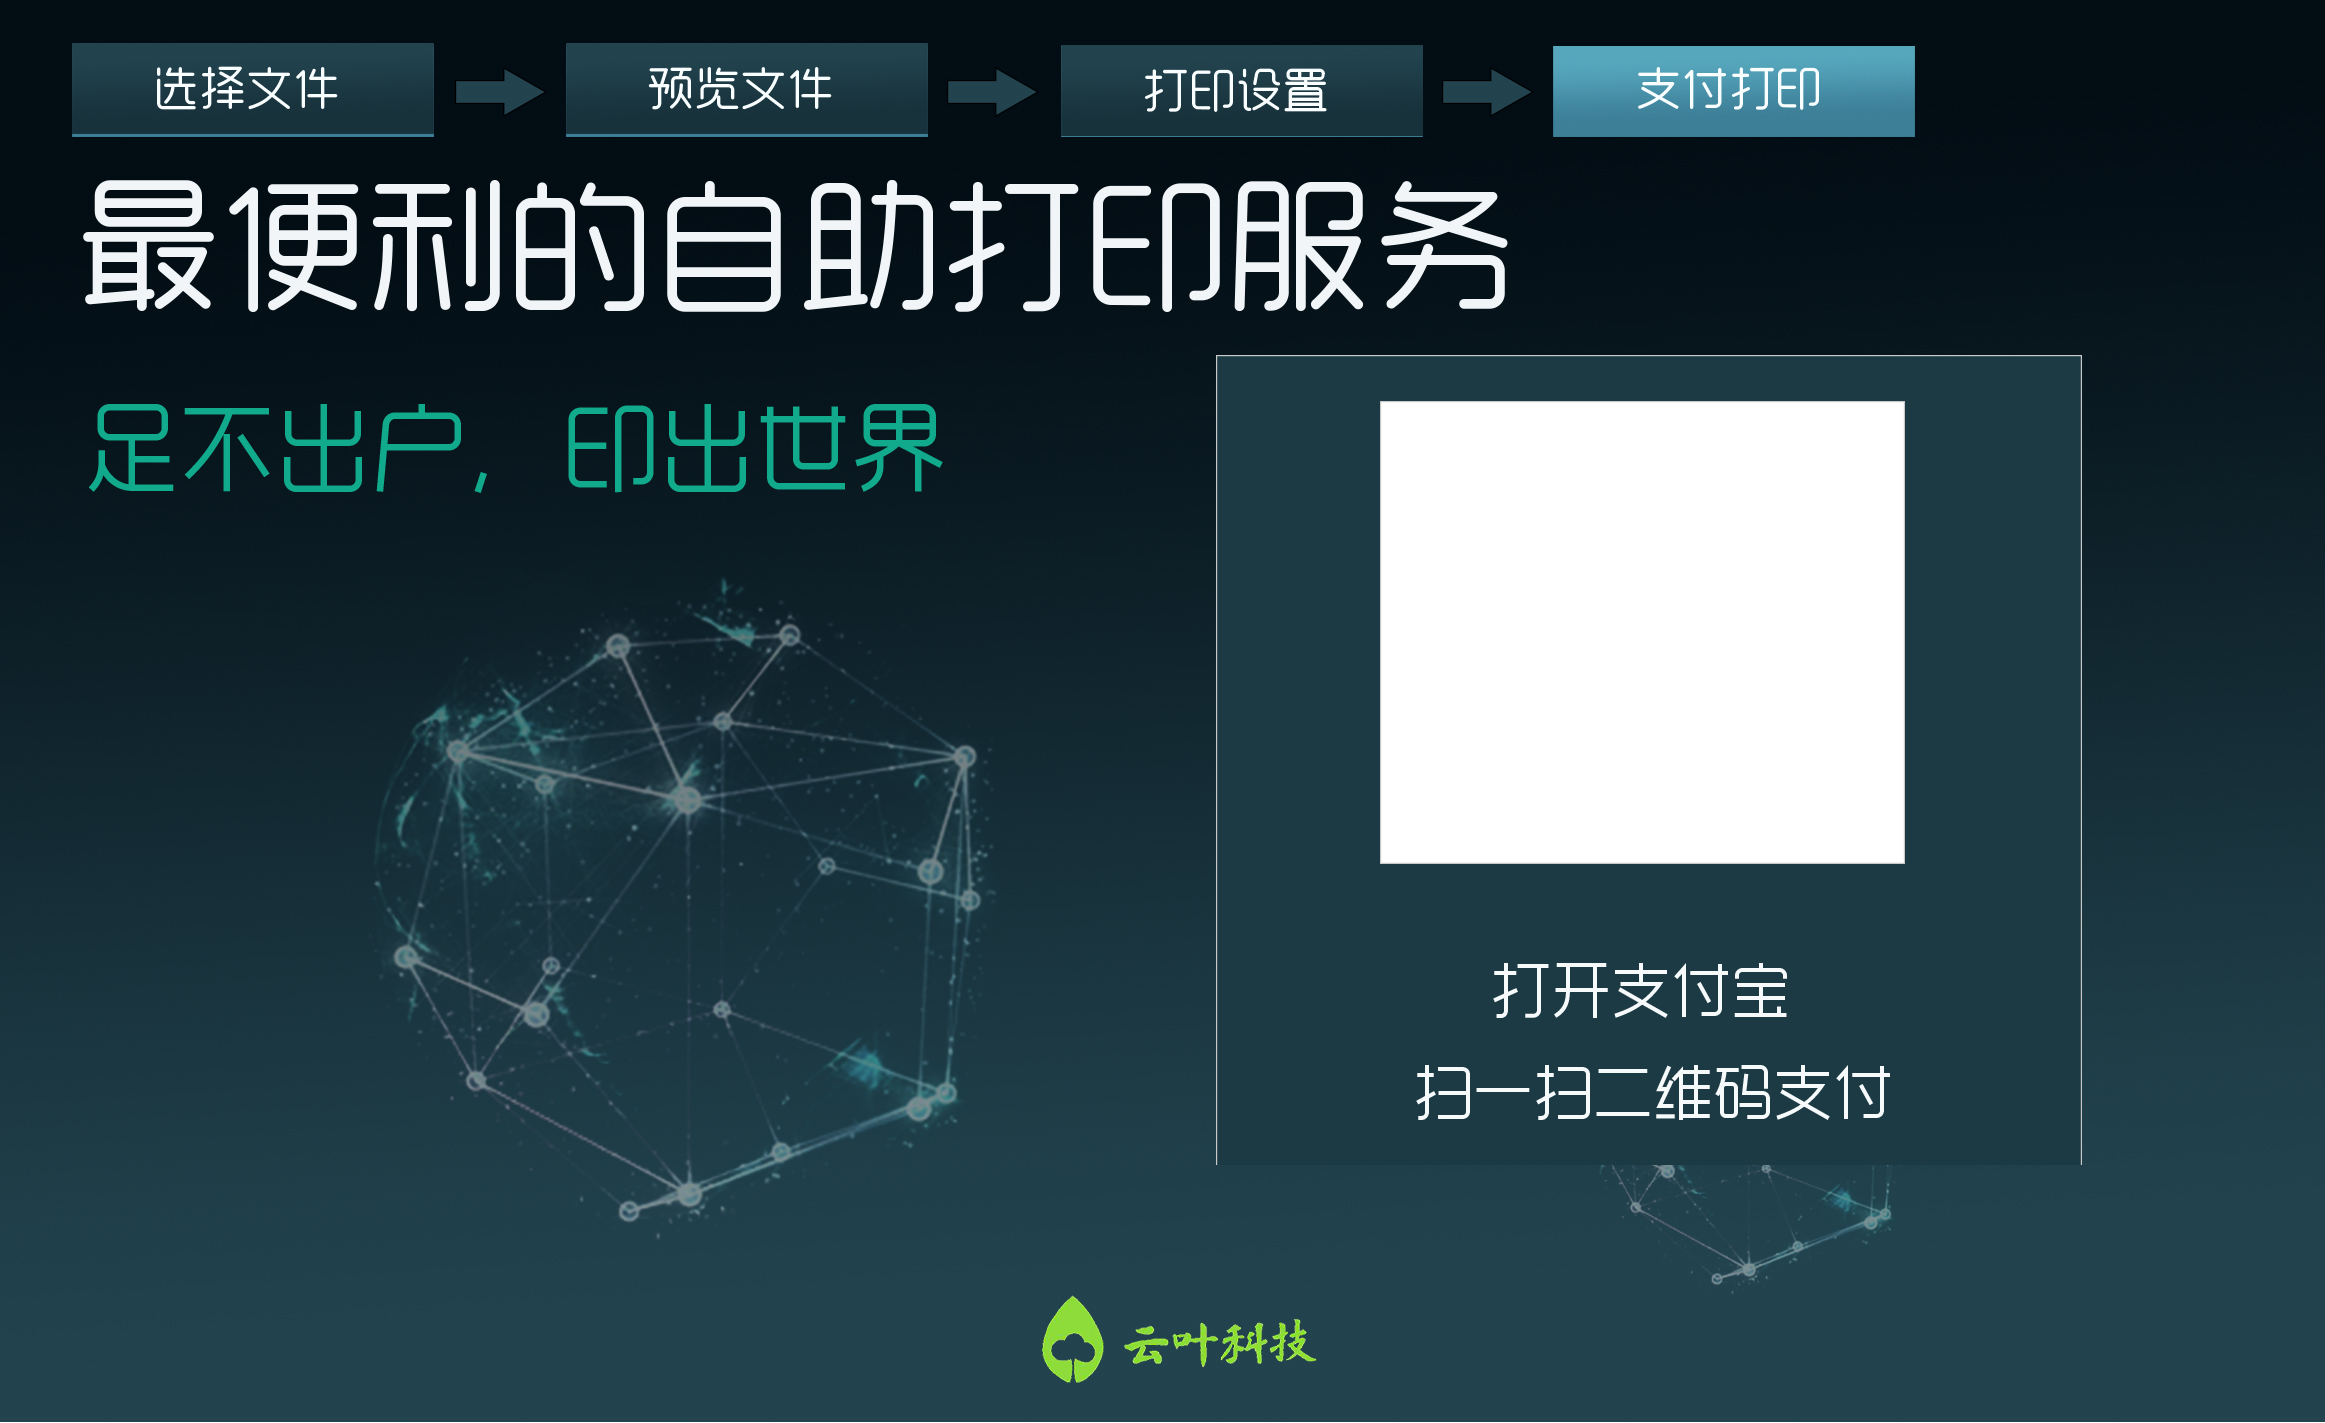 选择文件
预览文件
打印设置
支付打印
最便利的自助打印服务
足不出户，印出世界
打开支付宝
扫一扫二维码支付
云叶科技